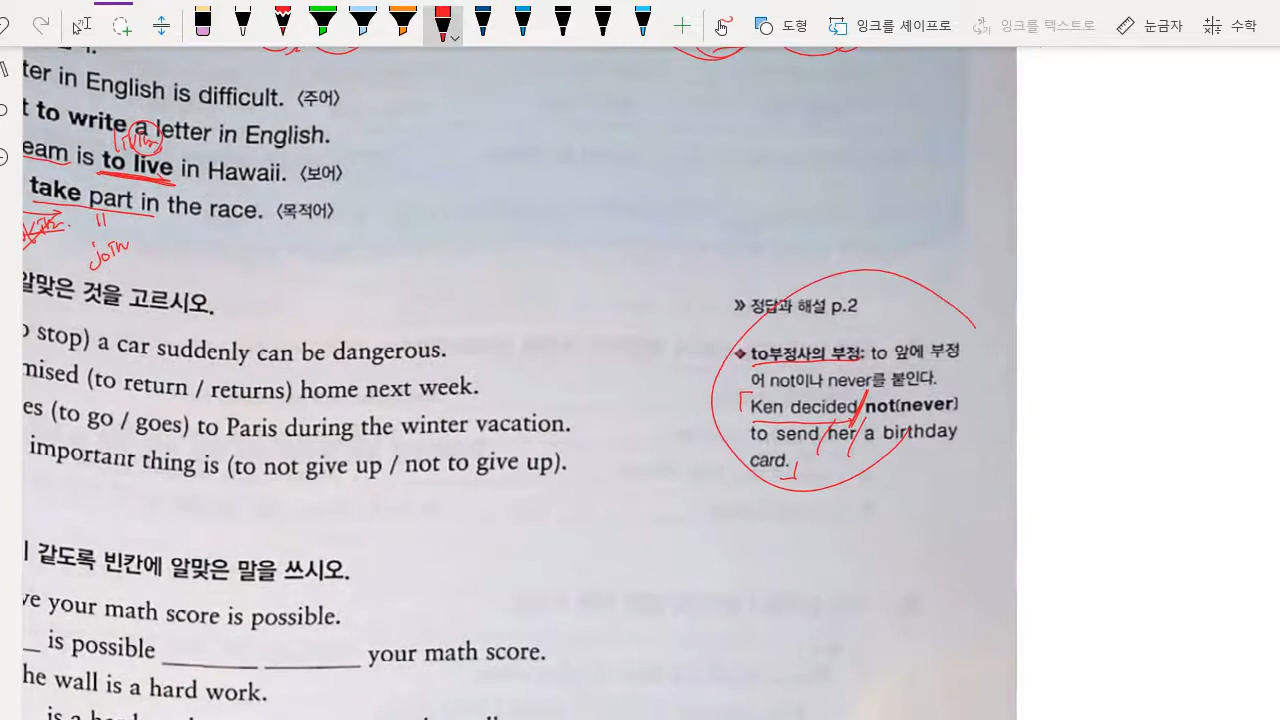 도형
잉크를 셰이프로
잉크를 텍스트로
눈금자
수학
ter in English is difficult. 〈주어〉
t to write a letter in English.
eam is to live in Hawaii. 〈보어〉
take part in the race. 〈목적어〉
=
join
알맞은 것을 고르시오.
o stop) a car suddenly can be dangerous.
mised (to return / returns) home next week.
es (to go / goes) to Paris during the winter vacation.
important thing is (to not give up / not to give up).
» 정답과 해설 p.2
❖ to부정사의 부정: to 앞에 부정
어 not이나 never를 붙인다.
Ken decided not(never)
to send her a birthday
card.
같도록 빈칸에 알맞은 말을 쓰시오.
ve your math score is possible.
_ is possible ______ ______ your math score.
he wall is a hard work.